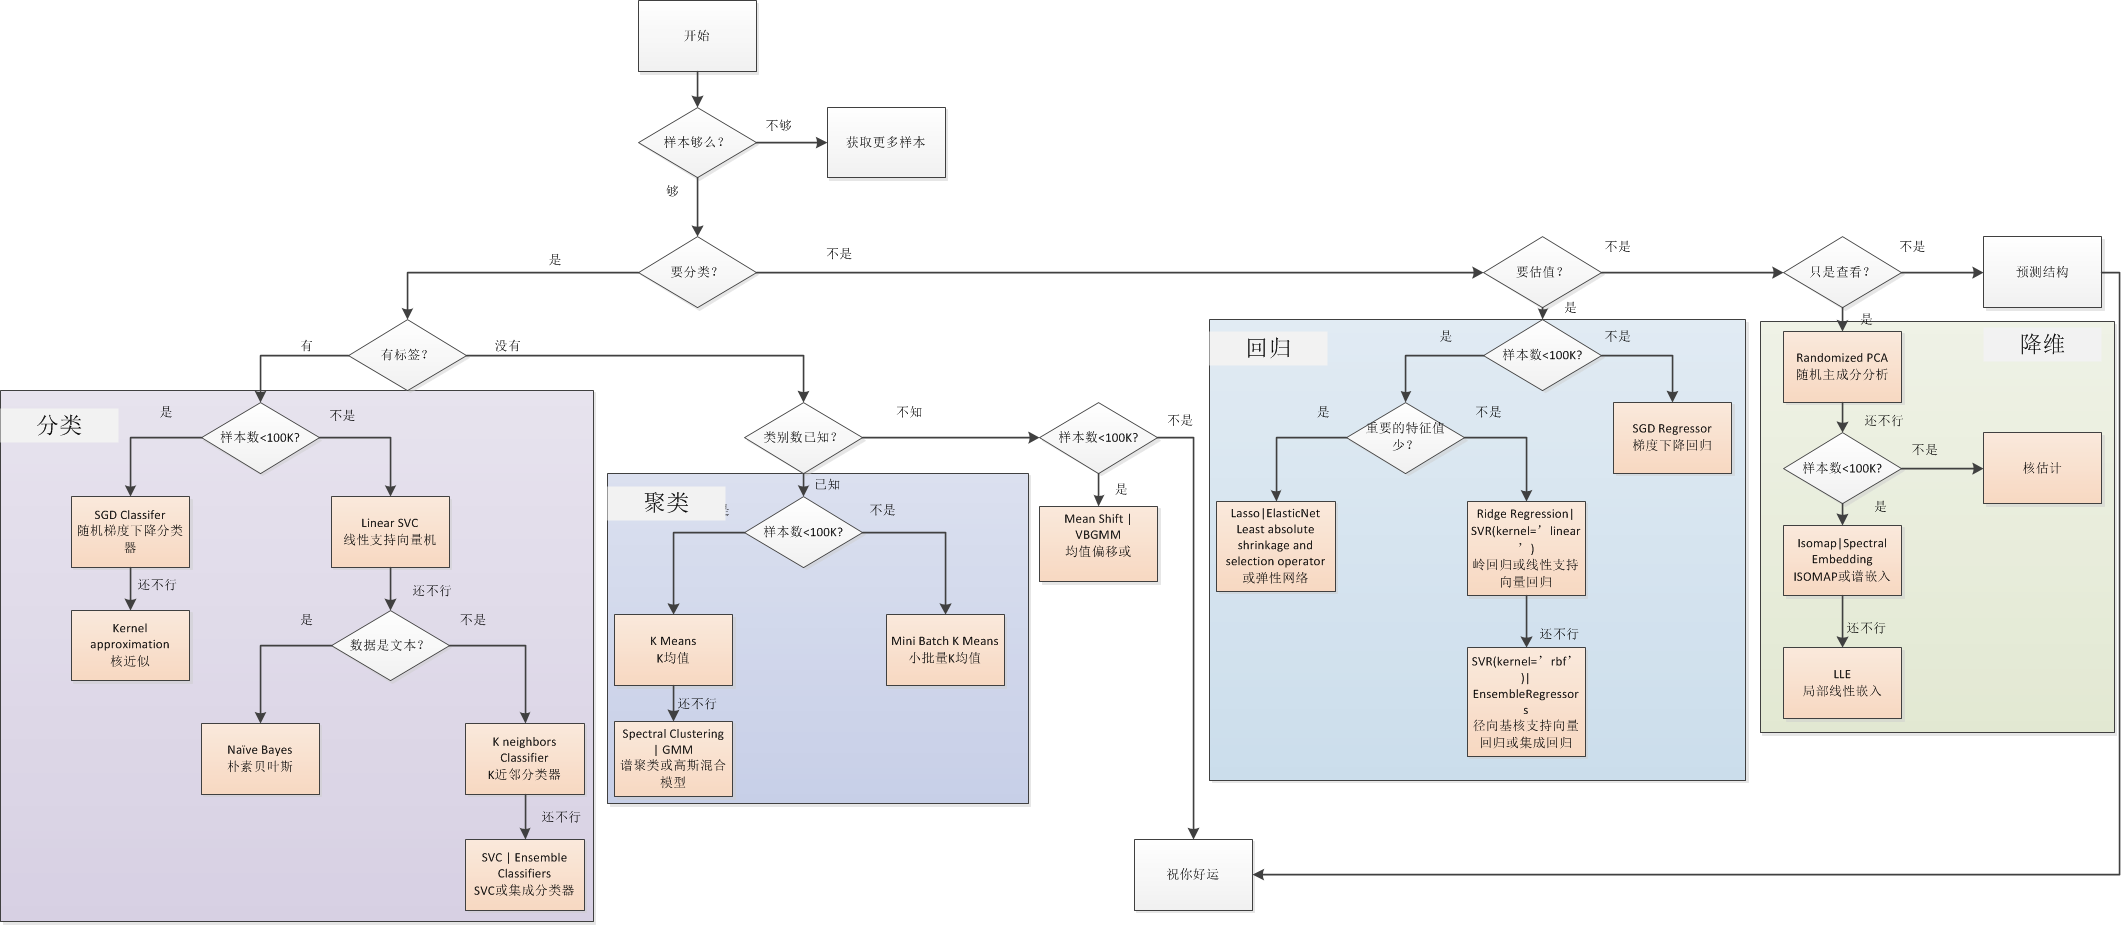 开始
样本够么？
不够
获取更多样本
够
要分类？
是
不是
要估值？
不是
只是查看？
不是
预测结构
是
是
有标签？
有
没有
分类
样本数<100K?
是
不是
SGD Classifer
随机梯度下降分类
器
还不行
Kernel
approximation
核近似
Linear SVC
线性支持向量机
还不行
数据是文本？
是
不是
Naïve Bayes
朴素贝叶斯
K neighbors
Classifier
K近邻分类器
还不行
SVC | Ensemble
Classifiers
SVC或集成分类器
类别数已知？
不知
已知
聚类
样本数<100K?
是
不是
K Means
K均值
还不行
Spectral Clustering
| GMM
谱聚类或高斯混合
模型
Mini Batch K Means
小批量K均值
样本数<100K?
不是
是
Mean Shift |
VBGMM
均值偏移或
祝你好运
回归
样本数<100K?
是
不是
重要的特征值
少？
是
不是
SGD Regressor
梯度下降回归
Lasso|ElasticNet
Least absolute
shrinkage and
selection operator
或弹性网络
Ridge Regression|
SVR(kernel=’linear
’)
岭回归或线性支持
向量回归
还不行
SVR(kernel=’rbf’
)|
EnsembleRegressor
s
径向基核支持向量
回归或集成回归
降维
Randomized PCA
随机主成分分析
还不行
样本数<100K?
不是
核估计
是
Isomap|Spectral
Embedding
ISOMAP或谱嵌入
还不行
LLE
局部线性嵌入